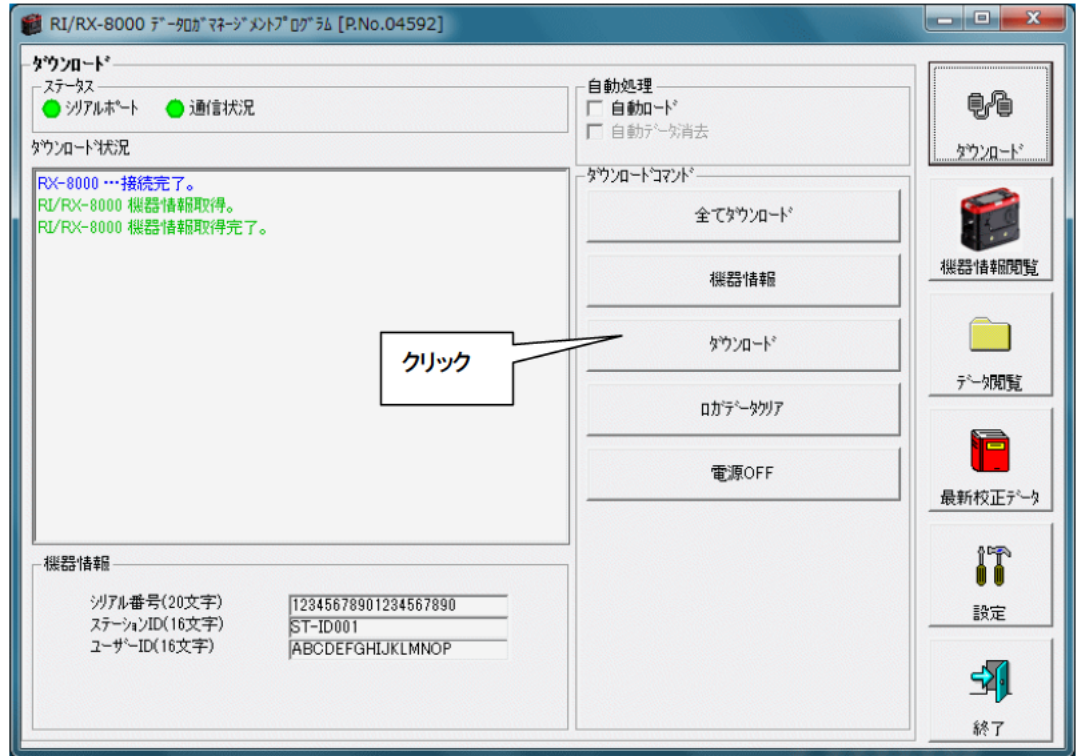 RI/RX-8000 ﾃﾞｰﾀﾛｶﾞﾏﾈｰｼﾞﾒﾝﾄﾌﾟﾛｸﾞﾗﾑ [P.No.04592]
ﾀﾞｳﾝﾛｰﾄﾞ
ｽﾃｰﾀｽ
ｼﾘｱﾙﾎﾟｰﾄ
通信状況
自動処理
自動ﾛｰﾄﾞ
自動ﾃﾞｰﾀ消去
ﾀﾞｳﾝﾛｰﾄﾞ状況
RX-8000 …接続完了。
RI/RX-8000 機器情報取得。
RI/RX-8000 機器情報取得完了。
ﾀﾞｳﾝﾛｰﾄﾞｺﾏﾝﾄﾞ
全てﾀﾞｳﾝﾛｰﾄﾞ
機器情報
ﾀﾞｳﾝﾛｰﾄﾞ
ﾛｶﾞﾃﾞｰﾀｸﾘｱ
電源OFF
クリック
機器情報
ｼﾘｱﾙ番号(20文字) 12345678901234567890
ｽﾃｰｼｮﾝID(16文字) ST-ID001
ﾕｰｻﾞｰID(16文字) ABCDEFGHIJKLMNOP
ﾀﾞｳﾝﾛｰﾄﾞ
機器情報閲覧
ﾃﾞｰﾀ閲覧
最新校正ﾃﾞｰﾀ
設定
終了